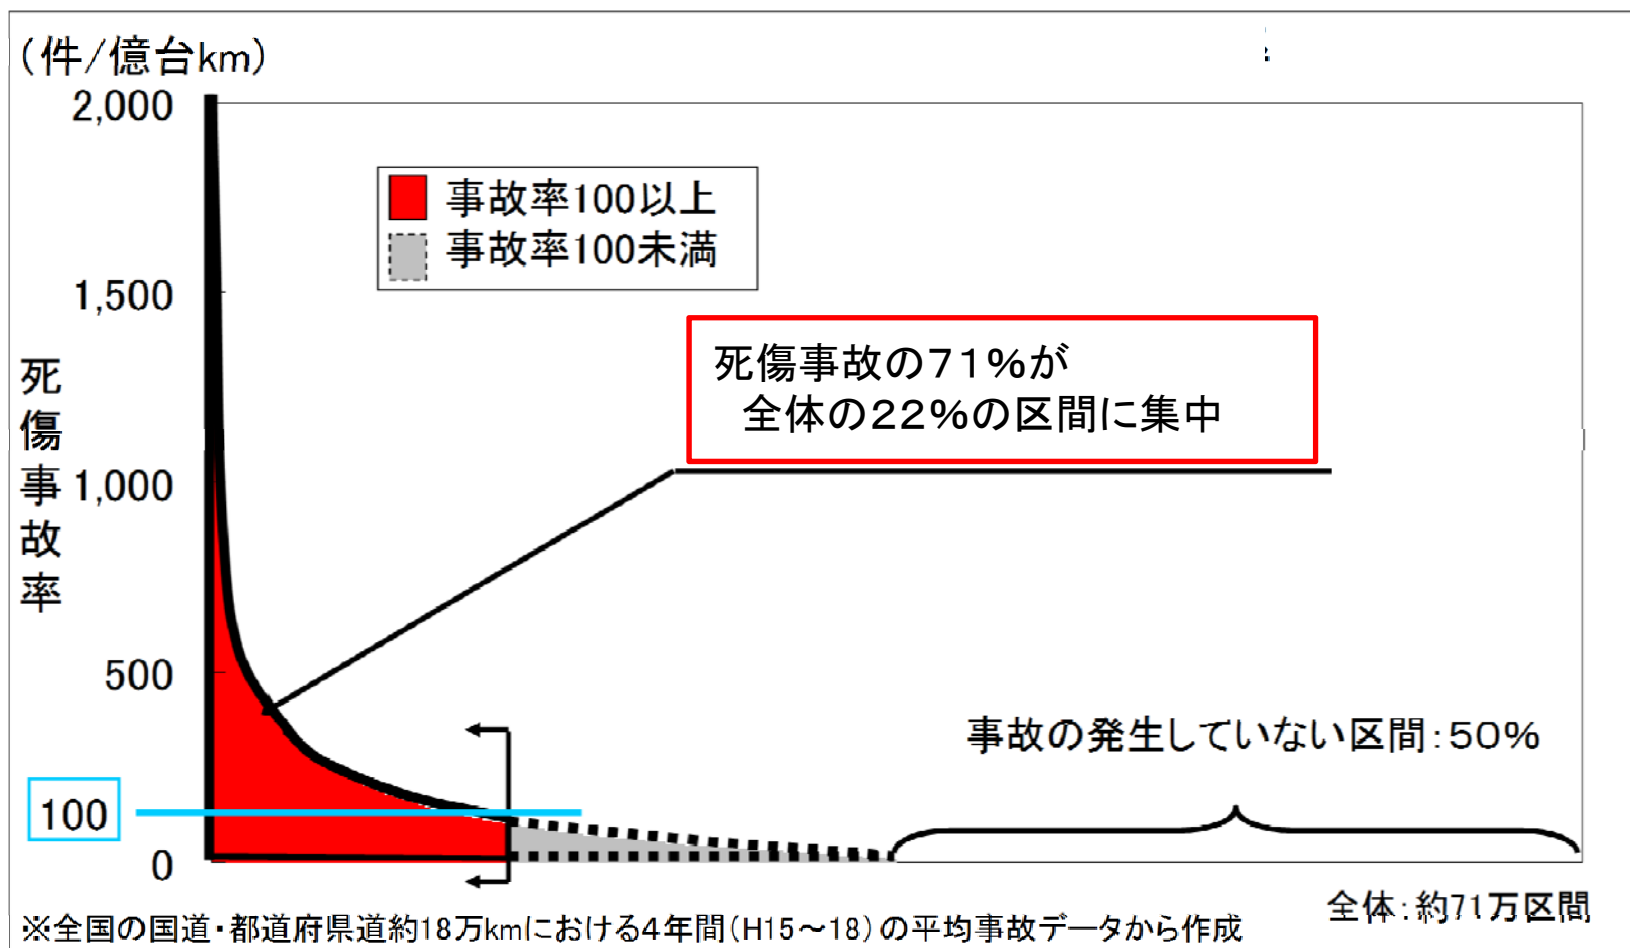 (件/億台km)
2,000
1,500
1,000
500
100
0
死傷事故率
事故率100以上
事故率100未満
死傷事故の71%が
全体の22%の区間に集中
事故の発生していない区間:50%
全体:約71万区間
※全国の国道・都道府県道約18万kmにおける4年間(H15~18)の平均事故データから作成